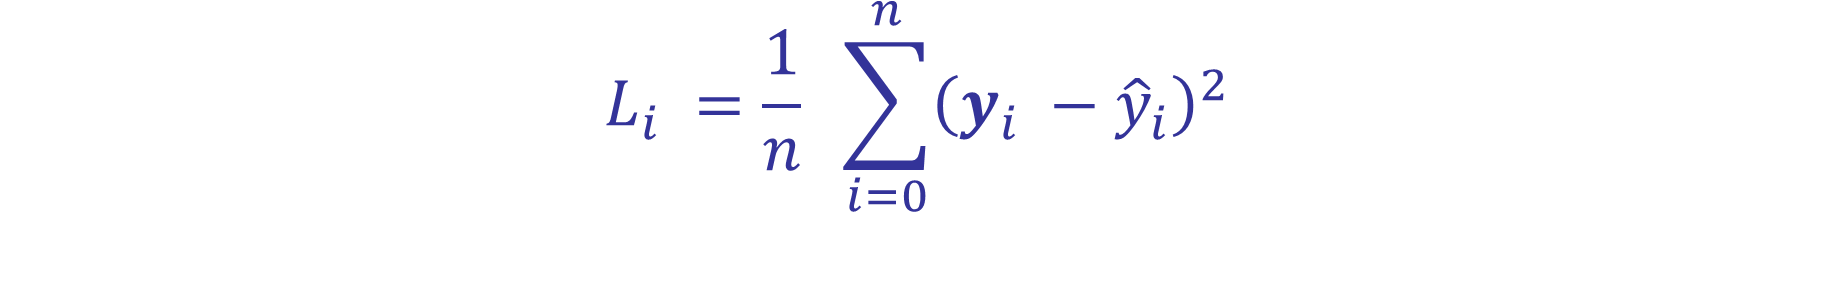 L_i = \frac{1}{n} \sum_{i=0}^{n} (\boldsymbol{y}_i - \hat{y}_i)^2